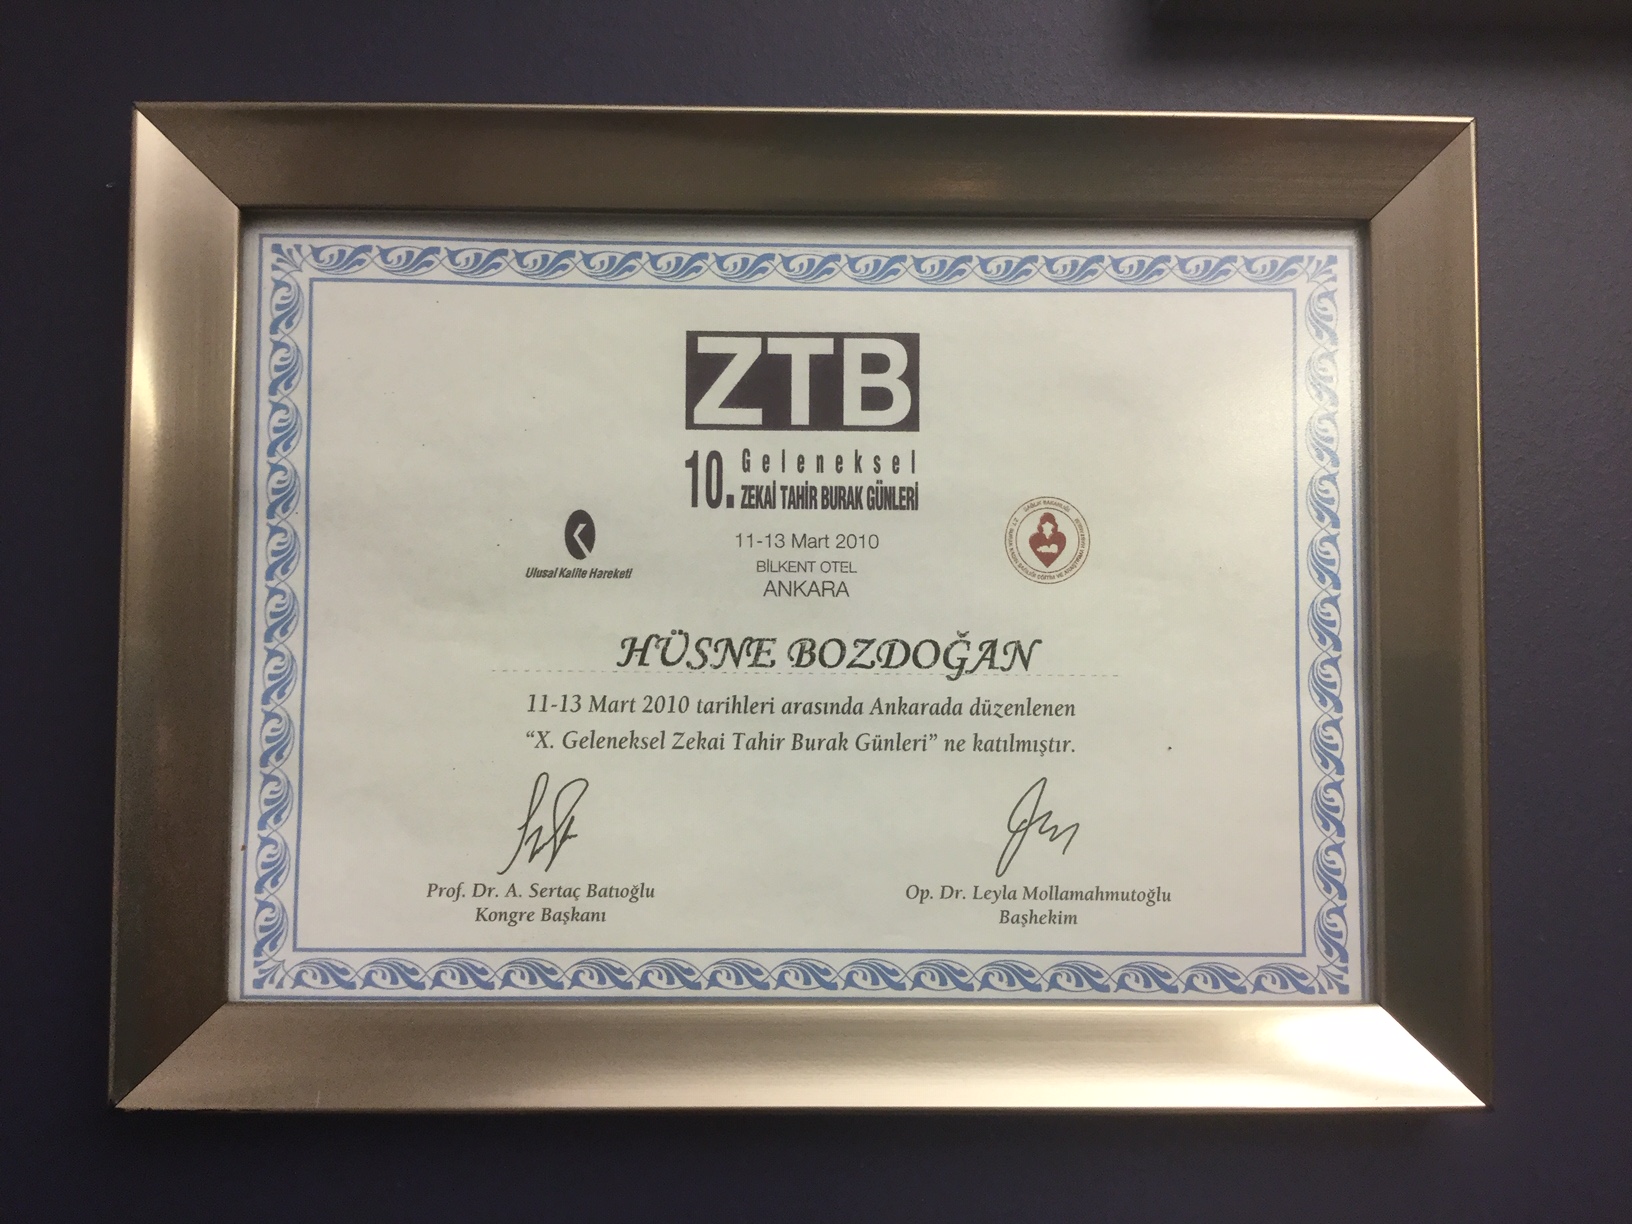 ZTB
10. Geleneksel
ZEKAİ TAHİR BURAK GÜNLERİ
11-13 Mart 2010
BİLKENT OTEL
ANKARA
Ulusal Kalite Hareketi
HÜSNE BOZDOĞAN
11-13 Mart 2010 tarihleri arasında Ankarada düzenlenen
“X. Geleneksel Zekai Tahir Burak Günleri” ne katılmıştır.
Prof. Dr. A. Sertaç Batıoğlu
Kongre Başkanı
Op. Dr. Leyla Mollamahmutoğlu
Başhekim